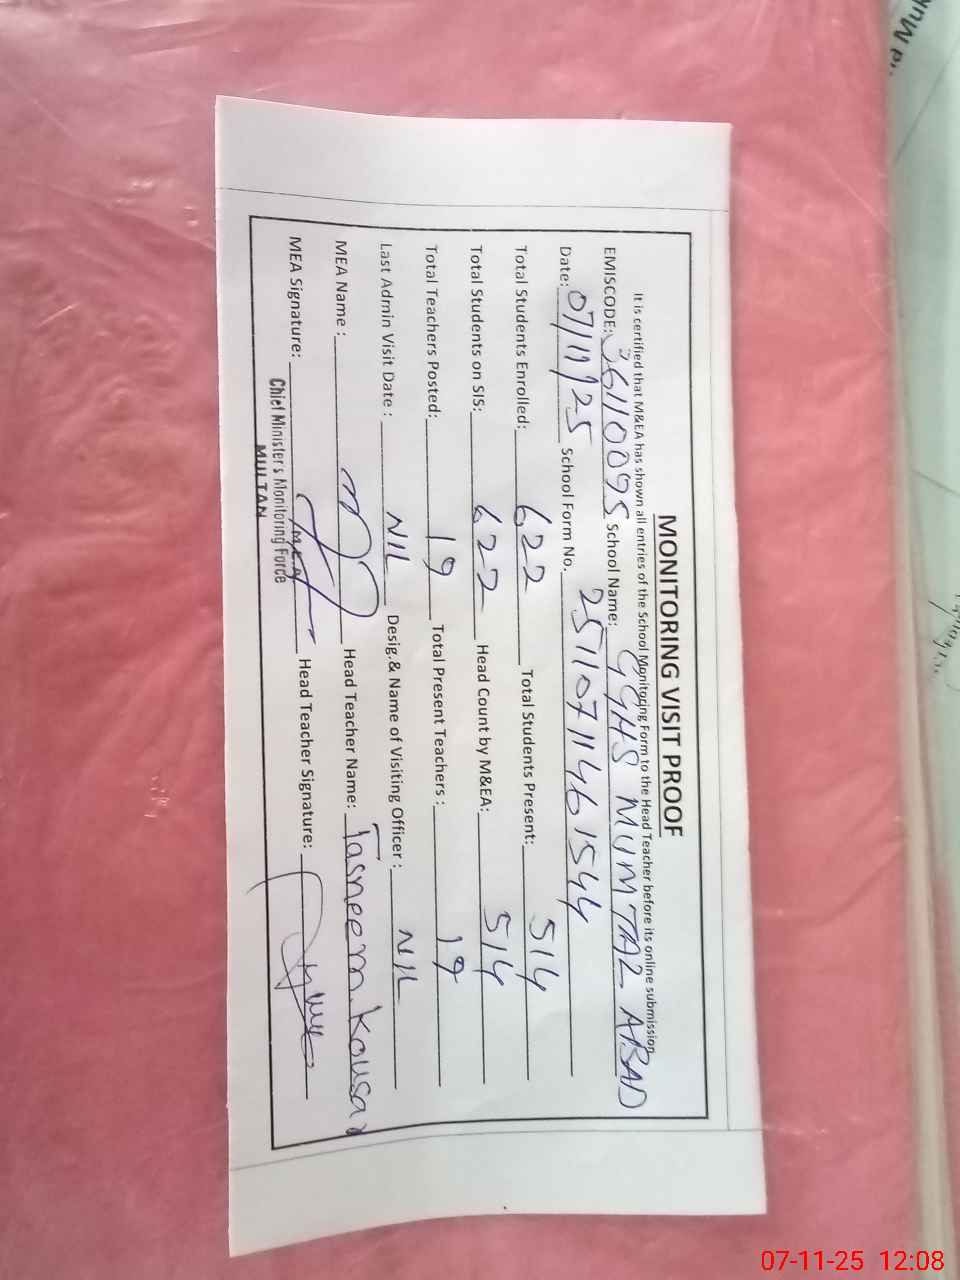 MONITORING VISIT PROOF
It is certified that M&EA has shown all entries of the School Monitoring Form to the Head Teacher before its online submission
EMISCODE: 36110095 School Name: GGHS MUMTAZ ABAD
Date: 07/11/25 School Form No. 2511071146 1544
Total Students Enrolled: 622 Total Students Present: 514
Total Students on SIS: 622 Head Count by M&EA: 514
Total Teachers Posted: 19 Total Present Teachers : 19
Last Admin Visit Date : NIL Desig.& Name of Visiting Officer : NIL
MEA Name : Head Teacher Name: Tasneem Kousar
MEA Signature: Head Teacher Signature:
Chief Minister's Monitoring Force
MULTAN
07-11-25 12:08